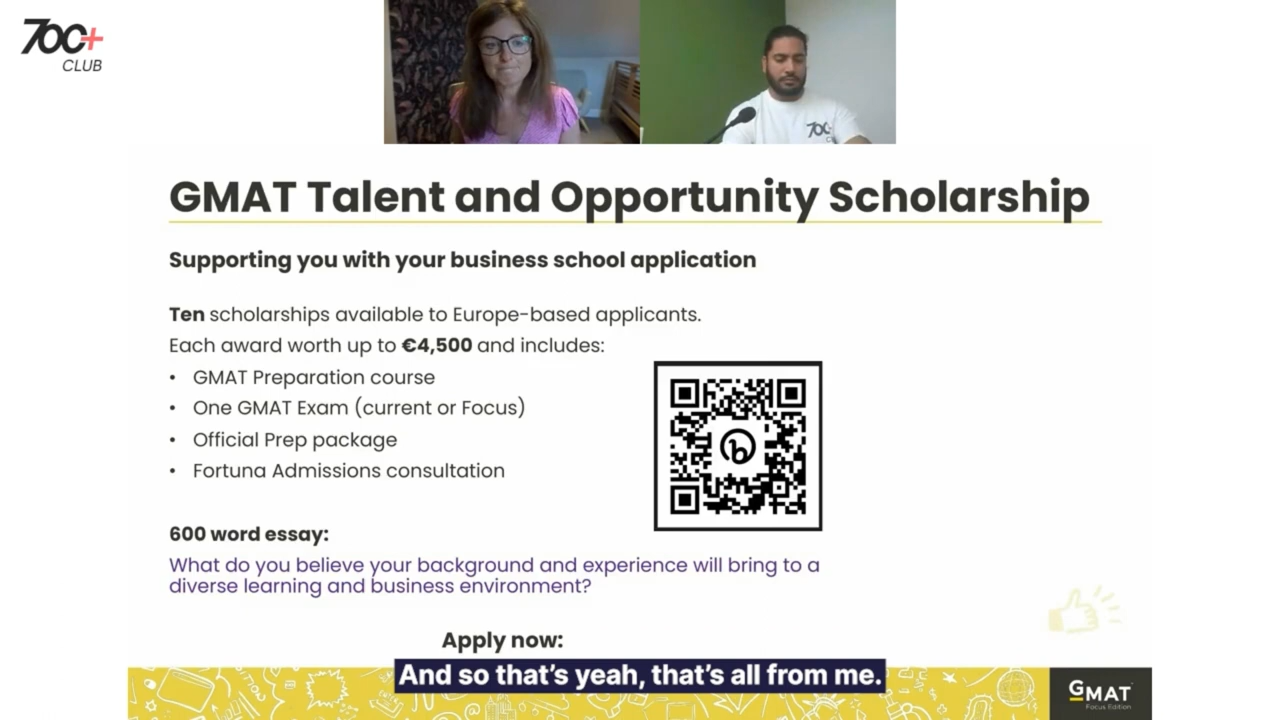 700+
CLUB
700
GMAT Talent and Opportunity Scholarship
Supporting you with your business school application
Ten scholarships available to Europe-based applicants.
Each award worth up to €4,500 and includes:
• GMAT Preparation course
• One GMAT Exam (current or Focus)
• Official Prep package
• Fortuna Admissions consultation
b
600 word essay:
What do you believe your background and experience will bring to a
diverse learning and business environment?
Apply now:
And so that's yeah, that's all from me.
GMAT
Focus Edition